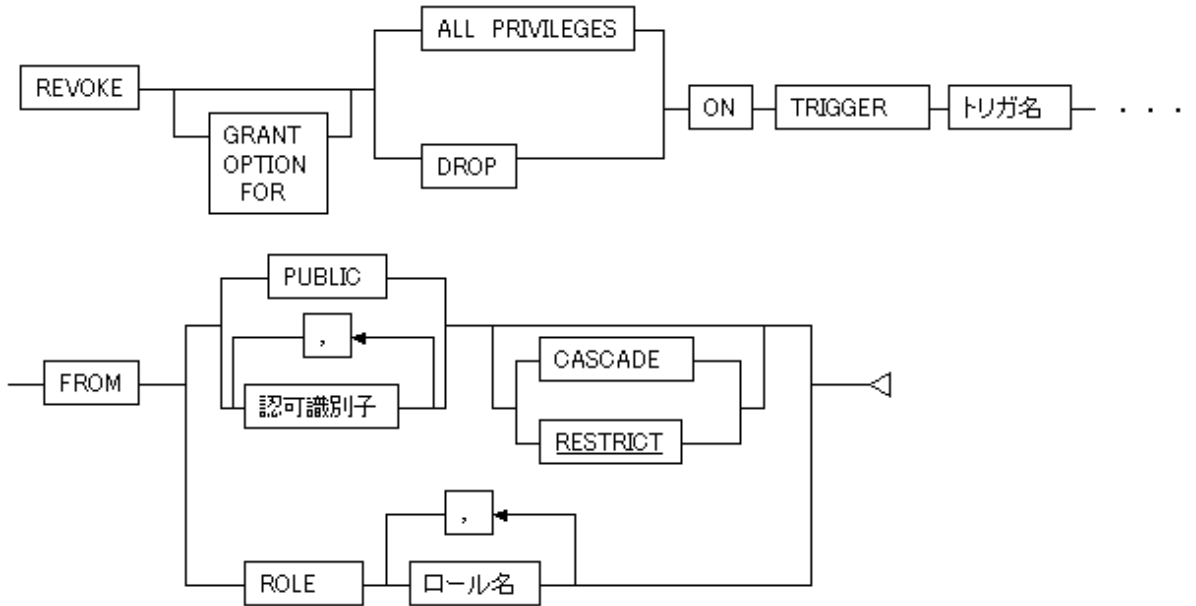 ALL PRIVILEGES
REVOKE
GRANT
OPTION
FOR
DROP
ON
TRIGGER
トリガ名
・・・
PUBLIC
,
FROM
認可識別子
CASCADE
RESTRICT
,
ROLE
ロール名